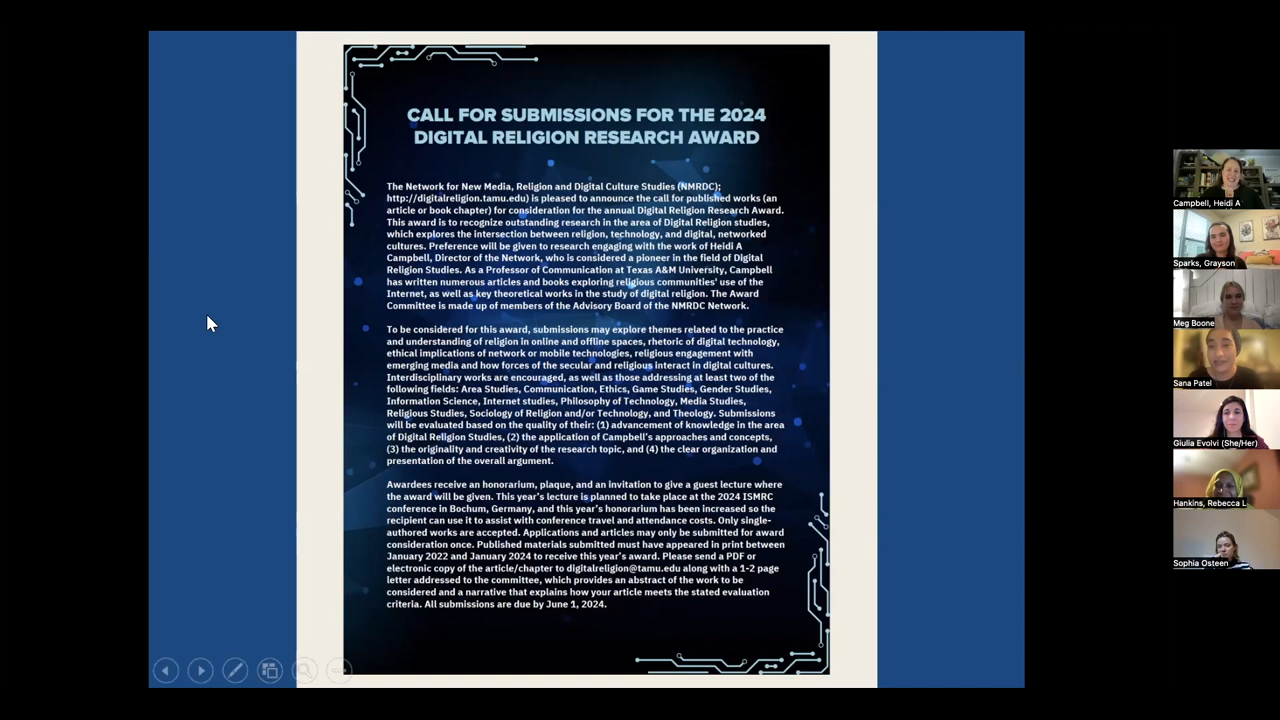 CALL FOR SUBMISSIONS FOR THE 2024
DIGITAL RELIGION RESEARCH AWARD
The Network for New Media, Religion and Digital Culture Studies (NMRDC);
http://digitalreligion.tamu.edu) is pleased to announce the call for published works (an
article or book chapter) for consideration for the annual Digital Religion Research Award.
This award is to recognize outstanding research in the area of Digital Religion studies,
which explores the intersection between religion, technology, and digital, networked
cultures. Preference will be given to research engaging with the work of Heidi A
Campbell, Director of the Network, who is considered a pioneer in the field of Digital
Religion Studies. As a Professor of Communication at Texas A&M University, Campbell
has written numerous articles and books exploring religious communities' use of the
Internet, as well as key theoretical works in the study of digital religion. The Award
Committee is made up of members of the Advisory Board of the NMRDC Network.
To be considered for this award, submissions may explore themes related to the practice
and understanding of religion in online and offline spaces, rhetoric of digital technology,
ethical implications of network or mobile technologies, religious engagement with
emerging media and how forces of the secular and religious interact in digital cultures.
Interdisciplinary works are encouraged, as well as those addressing at least two of the
following fields: Area Studies, Communication, Ethics, Game Studies, Gender Studies,
Information Science, Internet studies, Philosophy of Technology, Media Studies,
Religious Studies, Sociology of Religion and/or Technology, and Theology. Submissions
will be evaluated based on the quality of their: (1) advancement of knowledge in the area
of Digital Religion Studies, (2) the application of Campbell's approaches and concepts,
(3) the originality and creativity of the research topic, and (4) the clear organization and
presentation of the overall argument.
Awardees receive an honorarium, plaque, and an invitation to give a guest lecture where
the award will be given. This year's lecture is planned to take place at the 2024 ISMRC
conference in Bochum, Germany, and this year's honorarium has been increased so the
recipient can use it to assist with conference travel and attendance costs. Only single-
authored works are accepted. Applications and articles may only be submitted for award
consideration once. Published materials submitted must have appeared in print between
January 2022 and January 2024 to receive this year's award. Please send a PDF or
electronic copy of the article/chapter to digitalreligion@tamu.edu along with a 1-2 page
letter addressed to the committee, which provides an abstract of the work to be
considered and a narrative that explains how your article meets the stated evaluation
criteria. All submissions are due by June 1, 2024.
Campbell, Heidi A
Sparks, Grayson
Meg Boone
Sana Patel
Giulia Evolvi (She/Her)
Hankins, Rebecca L
Sophia Osteen